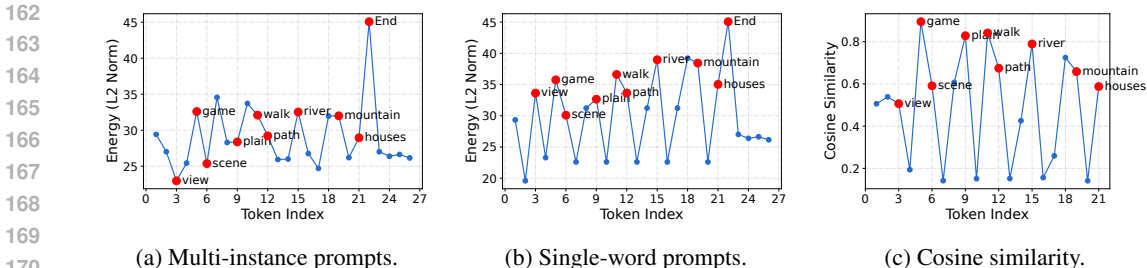 162
163
164
165
166
167
168
169
170
Energy (L2 Norm)
45
40
35
30
25
view
game
scene
plain
walk
path
river
mountain
houses
End
0 3 6 9 12 15 18 21 24 27
Token Index
(a) Multi-instance prompts.
Energy (L2 Norm)
45
40
35
30
25
20
view
game
scene
plain
walk
path
river
mountain
houses
End
0 3 6 9 12 15 18 21 24 27
Token Index
(b) Single-word prompts.
Cosine Similarity
0.8
0.6
0.4
0.2
view
game
scene
plain
walk
path
river
mountain
houses
0 3 6 9 12 15 18 21
Token Index
(c) Cosine similarity.